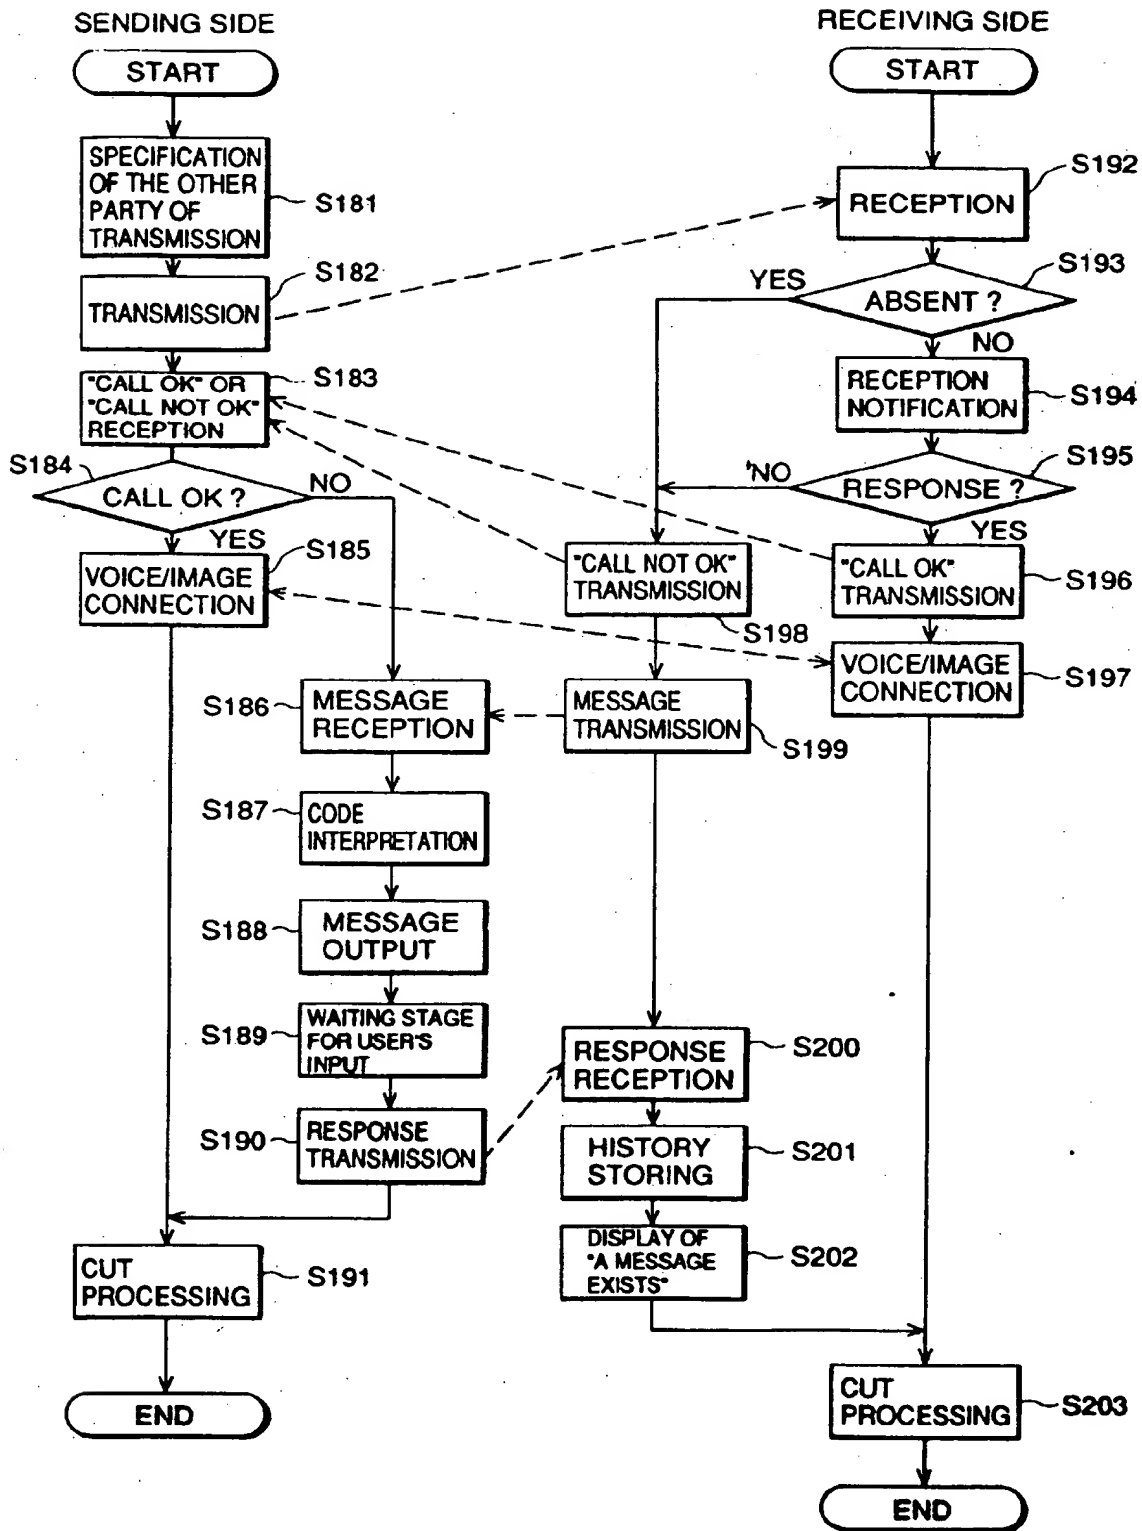 SENDING SIDE
START
SPECIFICATION
OF THE OTHER
PARTY OF
TRANSMISSION
S181
S182
TRANSMISSION
"CALL OK" OR
"CALL NOT OK"
RECEPTION
S183
S184
CALL OK ?
NO
YES
S185
VOICE/IMAGE
CONNECTION
S186
MESSAGE
RECEPTION
S187
CODE
INTERPRETATION
S188
MESSAGE
OUTPUT
S189
WAITING STAGE
FOR USER'S
INPUT
S190
RESPONSE
TRANSMISSION
CUT
PROCESSING
S191
END
RECEIVING SIDE
START
S192
RECEPTION
S193
YES
ABSENT ?
NO
RECEPTION
NOTIFICATION
S194
S195
NO
RESPONSE ?
YES
"CALL NOT OK"
TRANSMISSION
S198
"CALL OK"
TRANSMISSION
S196
VOICE/IMAGE
CONNECTION
S197
MESSAGE
TRANSMISSION
S199
RESPONSE
RECEPTION
S200
HISTORY
STORING
S201
DISPLAY OF
"A MESSAGE
EXISTS"
S202
CUT
PROCESSING
S203
END